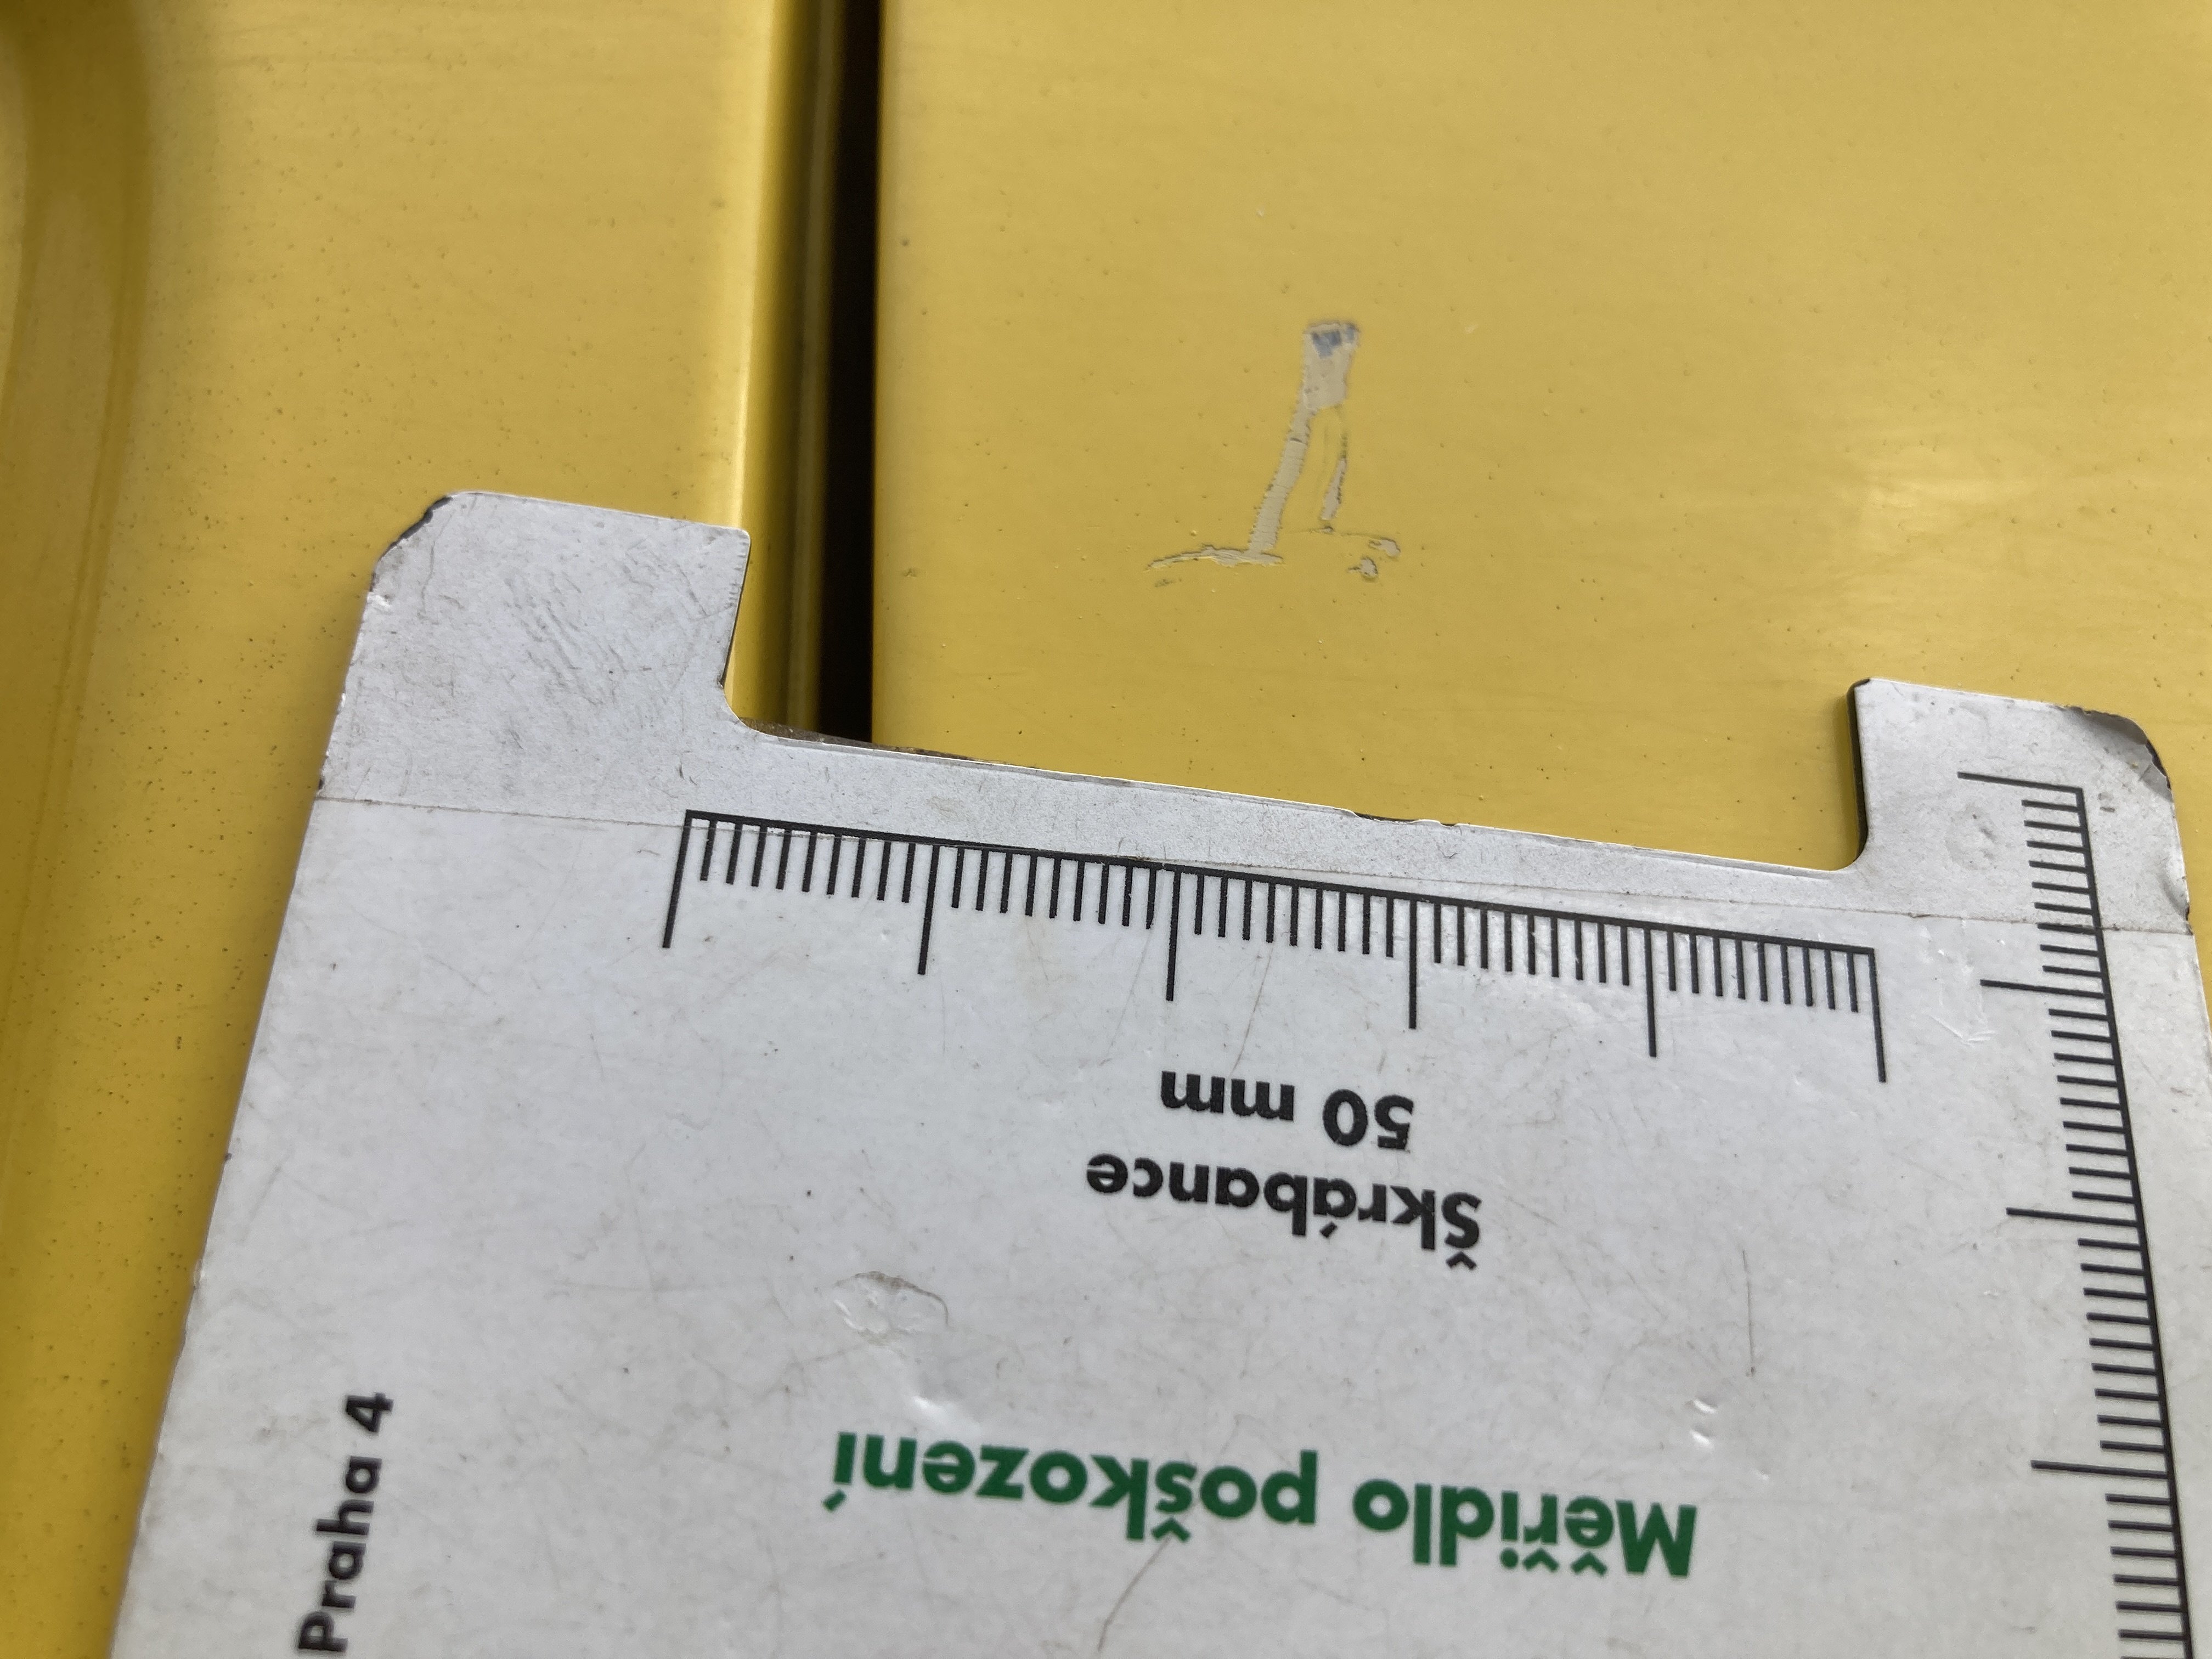 Měřidlo poškození
Škrábance
50 mm
Praha 4